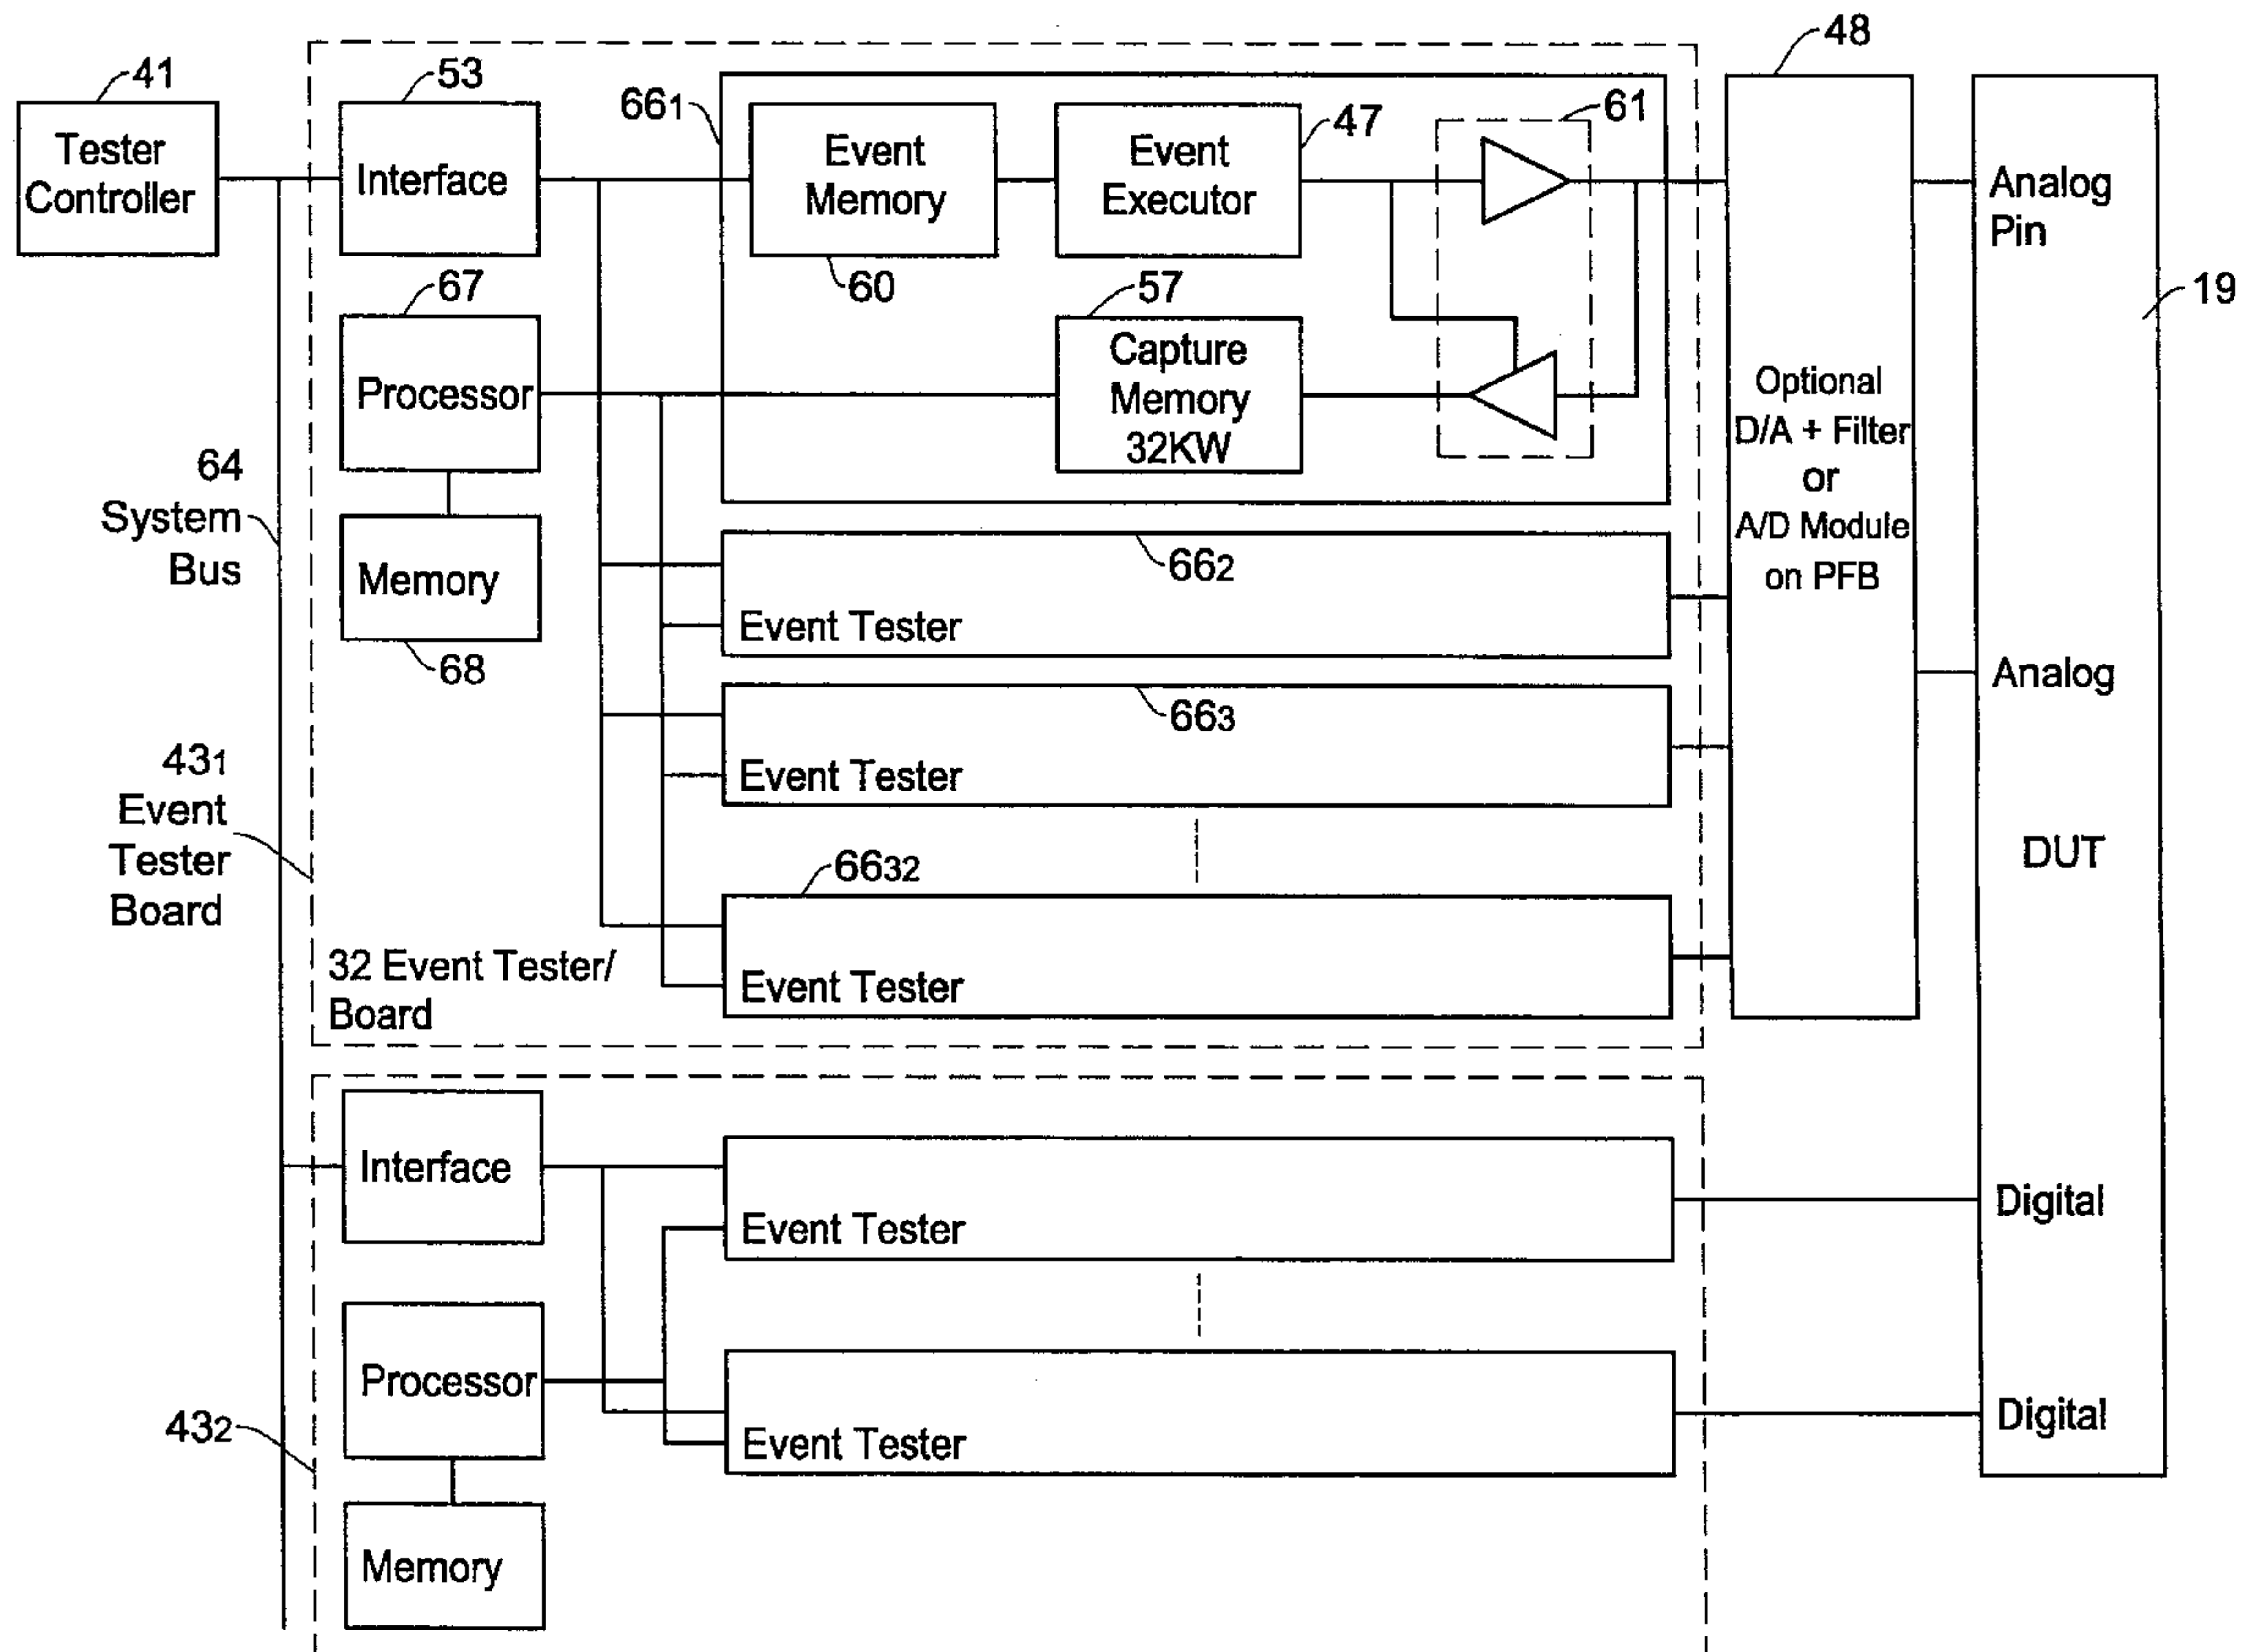 41
Tester
Controller
53
Interface
66₁
Event
Memory
60
Event
Executor
47
61
48
Optional
D/A + Filter
or
A/D Module
on PFB
Analog
Pin
19
67
Processor
57
Capture
Memory
32KW
64
System
Bus
Memory
68
66₂
Event Tester
Analog
66₃
Event Tester
43₁
Event
Tester
Board
DUT
66₃₂
Event Tester
32 Event Tester/
Board
Interface
Event Tester
Digital
Processor
Event Tester
Digital
43₂
Memory